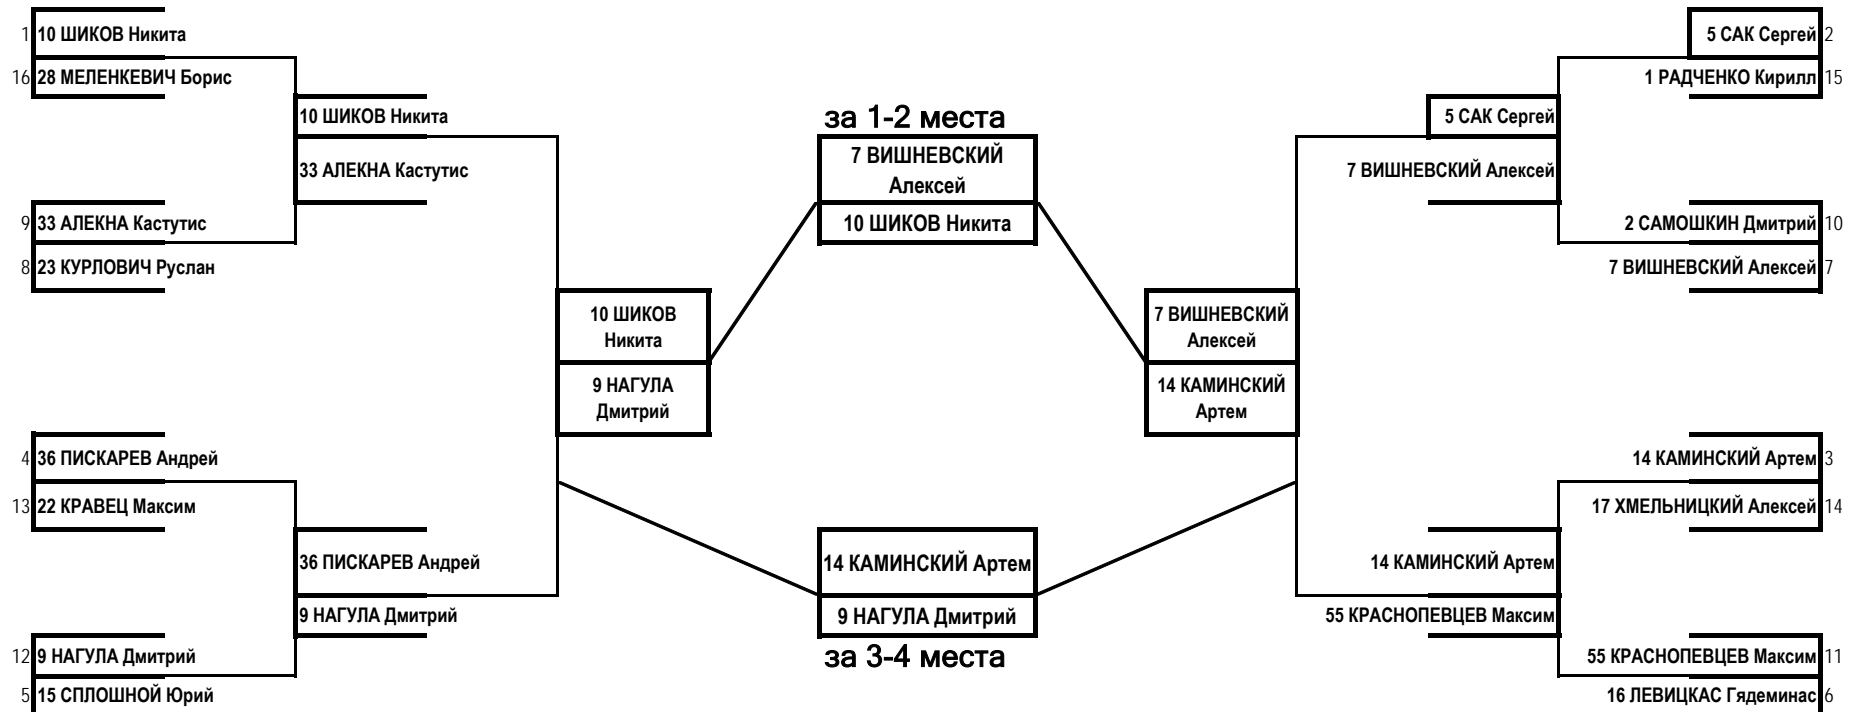 1 10 ШИКОВ Никита
16 28 МЕЛЕНКЕВИЧ Борис
10 ШИКОВ Никита
33 АЛЕКНА Кастутис
9 33 АЛЕКНА Кастутис
8 23 КУРЛОВИЧ Руслан
10 ШИКОВ
Никита
9 НАГУЛА
Дмитрий
4 36 ПИСКАРЕВ Андрей
13 22 КРАВЕЦ Максим
36 ПИСКАРЕВ Андрей
9 НАГУЛА Дмитрий
12 9 НАГУЛА Дмитрий
5 15 СПЛОШНОЙ Юрий
за 1-2 места
7 ВИШНЕВСКИЙ
Алексей
10 ШИКОВ Никита
14 КАМИНСКИЙ Артем
9 НАГУЛА Дмитрий
за 3-4 места
5 САК Сергей 2
1 РАДЧЕНКО Кирилл 15
5 САК Сергей
7 ВИШНЕВСКИЙ Алексей
2 САМОШКИН Дмитрий 10
7 ВИШНЕВСКИЙ Алексей 7
7 ВИШНЕВСКИЙ
Алексей
14 КАМИНСКИЙ
Артем
14 КАМИНСКИЙ Артем 3
17 ХМЕЛЬНИЦКИЙ Алексей 14
14 КАМИНСКИЙ Артем
55 КРАСНОПЕВЦЕВ Максим
55 КРАСНОПЕВЦЕВ Максим 11
16 ЛЕВИЦКАС Гядеминас 6